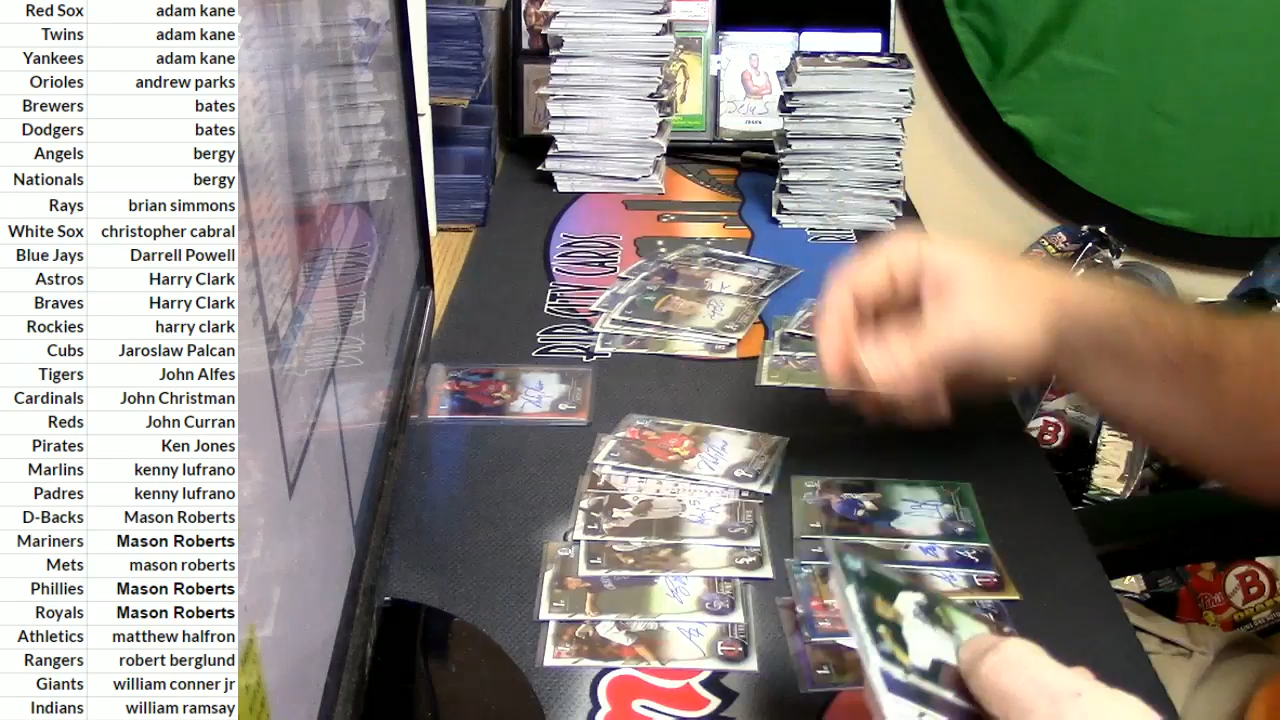 Red Sox adam kane
Twins adam kane
Yankees adam kane
Orioles andrew parks
Brewers bates
Dodgers bates
Angels bergy
Nationals bergy
Rays brian simmons
White Sox christopher cabral
Blue Jays Darrell Powell
Astros Harry Clark
Braves Harry Clark
Rockies harry clark
Cubs Jaroslaw Palcan
Tigers John Alfes
Cardinals John Christman
Reds John Curran
Pirates Ken Jones
Marlins kenny lufrano
Padres kenny lufrano
D-Backs Mason Roberts
Mariners Mason Roberts
Mets mason roberts
Phillies Mason Roberts
Royals Mason Roberts
Athletics matthew halfron
Rangers robert berglund
Giants william conner jr
Indians william ramsay
RIP CITY CARDS